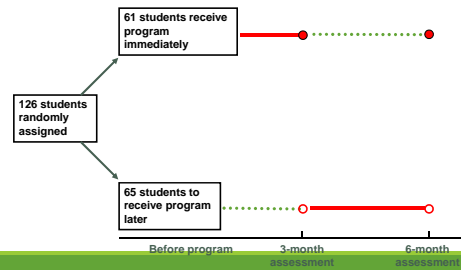 61 students receive
program
immediately
126 students
randomly
assigned
65 students to
receive program
later
Before program
3-month
assessment
6-month
assessment